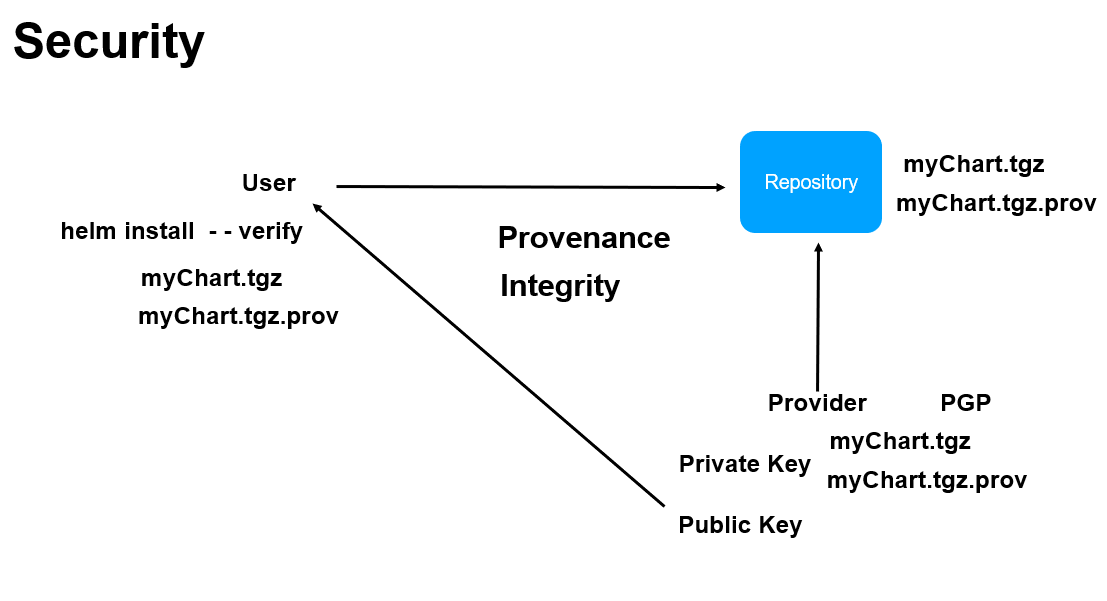 Security
User
helm install - - verify
myChart.tgz
myChart.tgz.prov
Provenance
Integrity
Repository
myChart.tgz
myChart.tgz.prov
Provider
PGP
myChart.tgz
Private Key
myChart.tgz.prov
Public Key